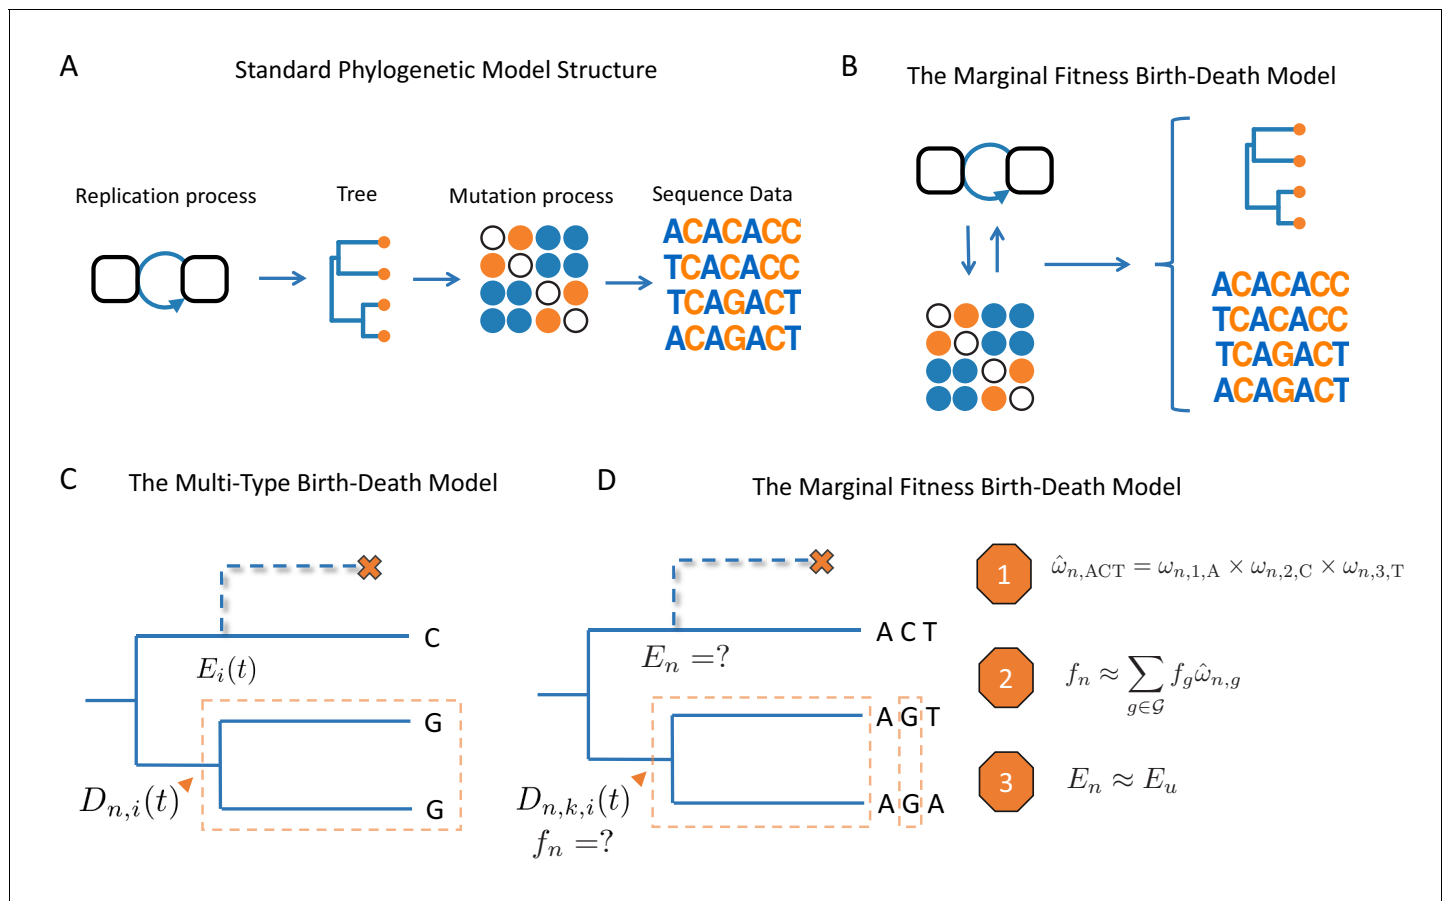 A
Standard Phylogenetic Model Structure
Replication process
Tree
Mutation process
Sequence Data
ACACACC
TCACACC
TCAGACT
ACAGACT
B
The Marginal Fitness Birth-Death Model
ACACACC
TCACACC
TCAGACT
ACAGACT
C
The Multi-Type Birth-Death Model
C
E_i(t)
G
D_{n,i}(t)
G
D
The Marginal Fitness Birth-Death Model
A C T
E_n =?
A G T
D_{n,k,i}(t)
f_n =?
A G A
1
ω̂_{n,ACT} = ω_{n,1,A} × ω_{n,2,C} × ω_{n,3,T}
2
f_n ≈ ∑_{g∈𝒢} f_g ω̂_{n,g}
3
E_n ≈ E_u